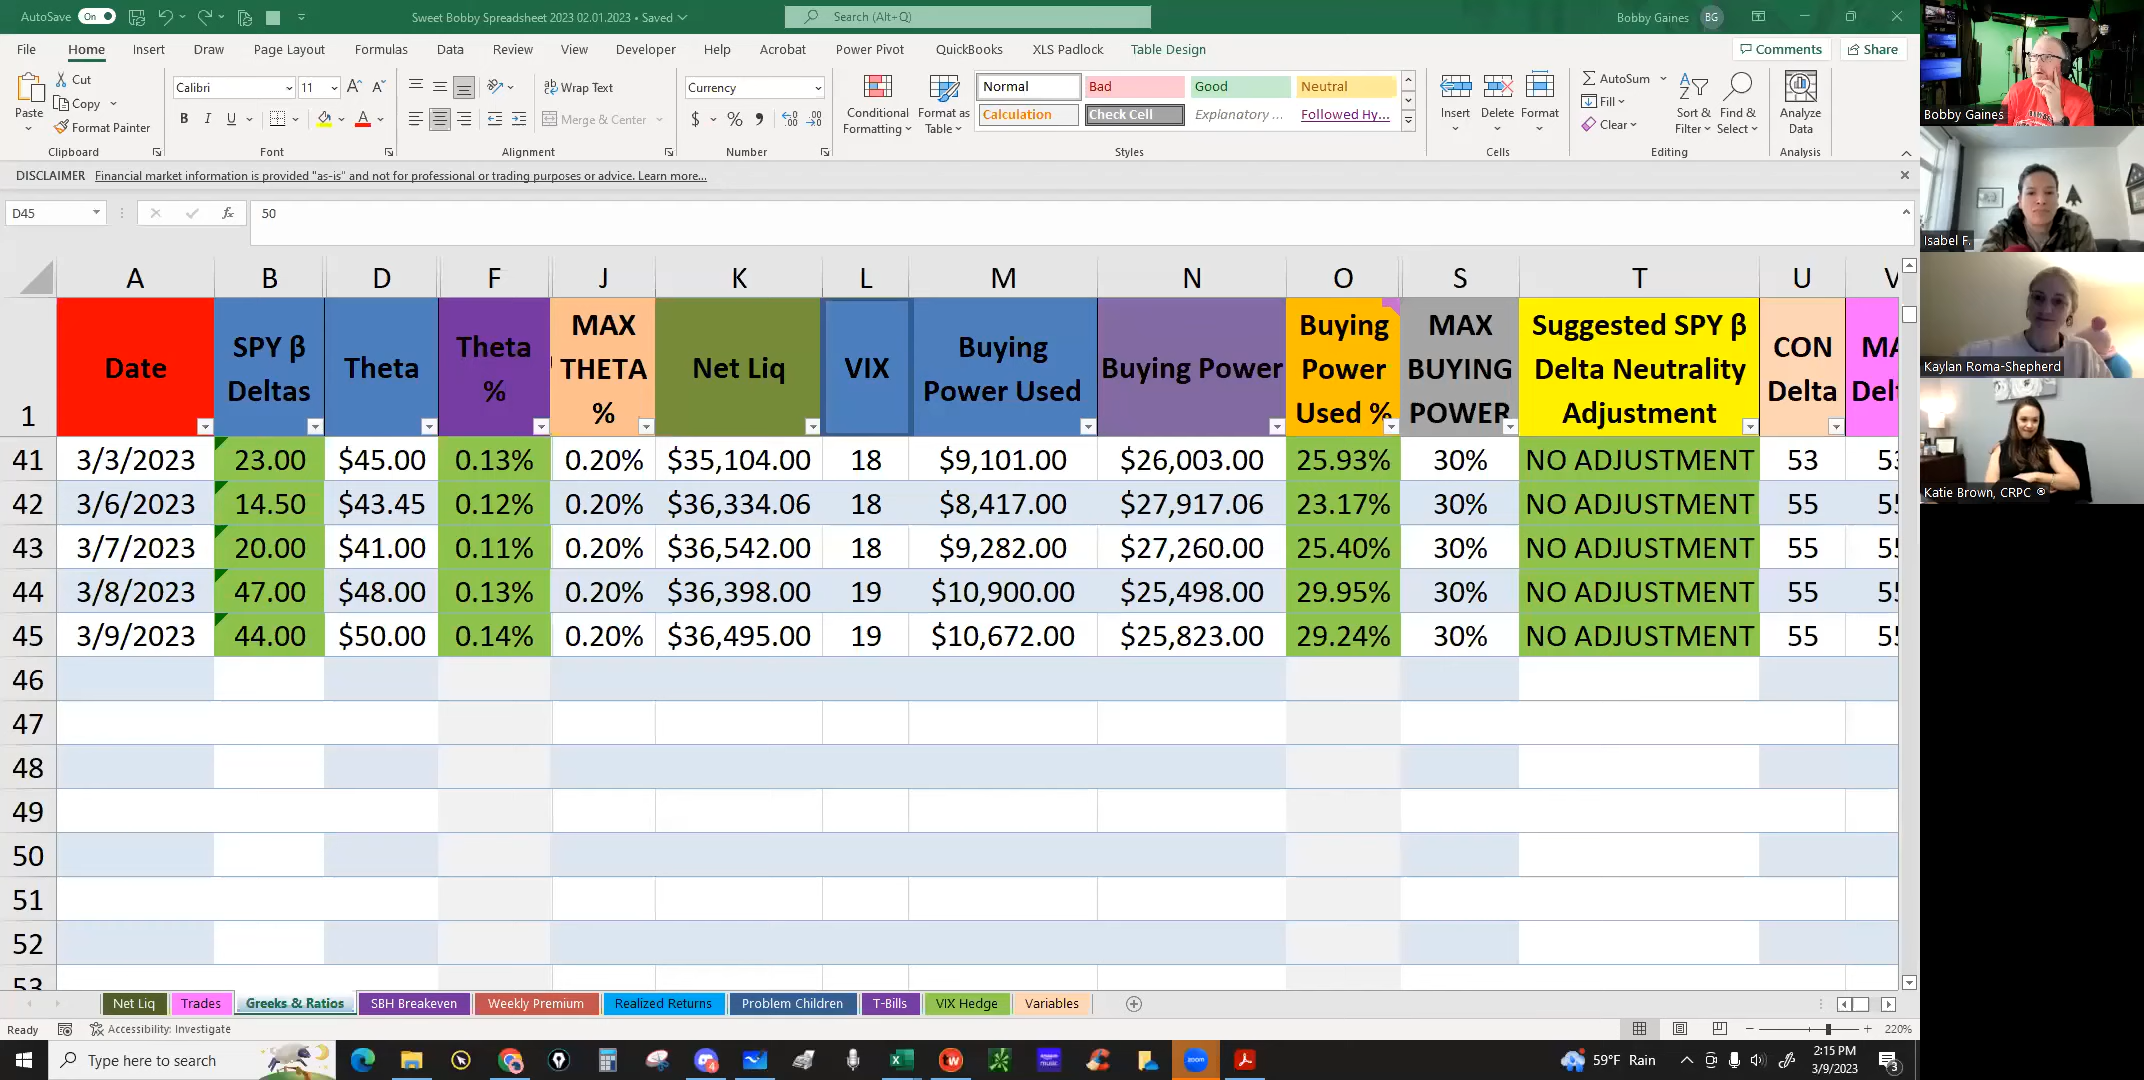 AutoSave On Sweet Bobby Spreadsheet 2023 02.01.2023 • Saved Search (Alt+Q) Bobby Gaines BG
File Home Insert Draw Page Layout Formulas Data Review View Developer Help Acrobat Power Pivot QuickBooks XLS Padlock Table Design Comments Share
Paste Cut Copy Format Painter
Calibri 11
Wrap Text
Merge & Center
Currency
Conditional Formatting Format as Table
Normal Bad Good Neutral
Calculation Check Cell Explanatory ... Followed Hy...
Insert Delete Format
AutoSum Fill Clear
Sort & Filter Find & Select
Analyze Data
Clipboard Font Alignment Number Styles Cells Editing Analysis
DISCLAIMER Financial market information is provided "as-is" and not for professional or trading purposes or advice. Learn more...
D45 fx 50
A B D F J K L M N O S T U V
1 Date SPY β Deltas Theta Theta % MAX THETA % Net Liq VIX Buying Power Used Buying Power Buying Power Used % MAX BUYING POWER Suggested SPY β Delta Neutrality Adjustment CON Delta
41 3/3/2023 23.00 $45.00 0.13% 0.20% $35,104.00 18 $9,101.00 $26,003.00 25.93% 30% NO ADJUSTMENT 53
42 3/6/2023 14.50 $43.45 0.12% 0.20% $36,334.06 18 $8,417.00 $27,917.06 23.17% 30% NO ADJUSTMENT 55
43 3/7/2023 20.00 $41.00 0.11% 0.20% $36,542.00 18 $9,282.00 $27,260.00 25.40% 30% NO ADJUSTMENT 55
44 3/8/2023 47.00 $48.00 0.13% 0.20% $36,398.00 19 $10,900.00 $25,498.00 29.95% 30% NO ADJUSTMENT 55
45 3/9/2023 44.00 $50.00 0.14% 0.20% $36,495.00 19 $10,672.00 $25,823.00 29.24% 30% NO ADJUSTMENT 55
46
47
48
49
50
51
52
53
Net Liq Trades Greeks & Ratios SBH Breakeven Weekly Premium Realized Returns Problem Children T-Bills VIX Hedge Variables
Ready Accessibility: Investigate 220%
Type here to search 59°F Rain 2:15 PM
3/9/2023
Bobby Gaines
Isabel F.
Kaylan Roma-Shepherd
Katie Brown, CRPC ®